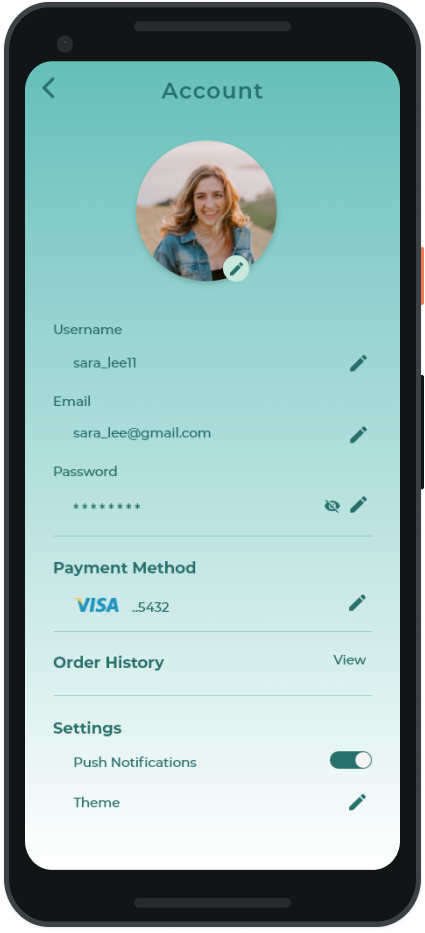 Account
Username
sara_lee11
Email
sara_lee@gmail.com
Password
********
Payment Method
VISA ..5432
Order History View
Settings
Push Notifications
Theme